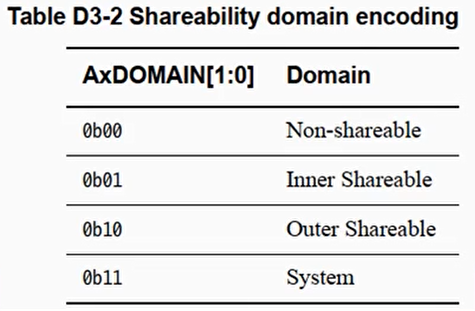 Table D3-2 Shareability domain encoding
AxDOMAIN[1:0] Domain
0b00 Non-shareable
0b01 Inner Shareable
0b10 Outer Shareable
0b11 System